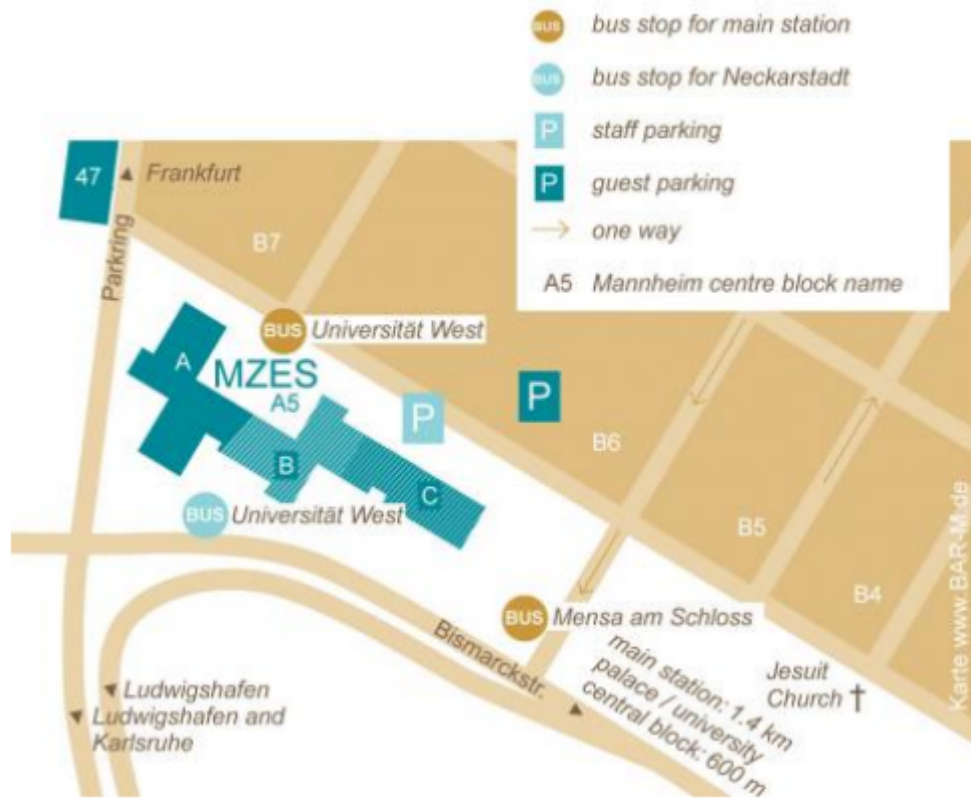 BUS bus stop for main station
BUS bus stop for Neckarstadt
P staff parking
P guest parking
one way
A5 Mannheim centre block name
47
Frankfurt
Parkring
B7
BUS Universität West
A
MZES
A5
P
P
B6
B
C
BUS Universität West
B5
B4
BUS Mensa am Schloss
Bismarckstr.
main station: 1.4 km
palace / university
central block: 600 m
Jesuit
Church
Ludwigshafen
Ludwigshafen and
Karlsruhe
Karte www.BAR-M.de